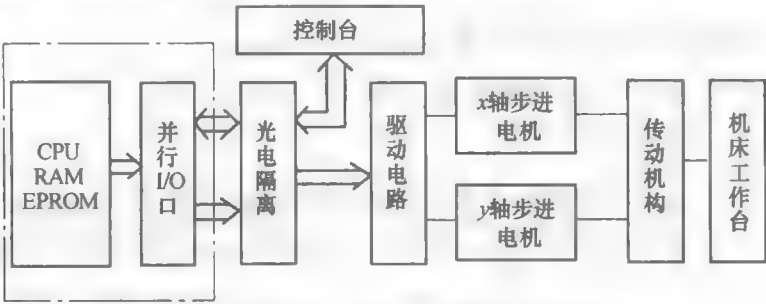 控制台
CPU
RAM
EPROM
并行I/O口
光电隔离
驱动电路
x轴步进
电机
y轴步进
电机
传动机构
机床工作台